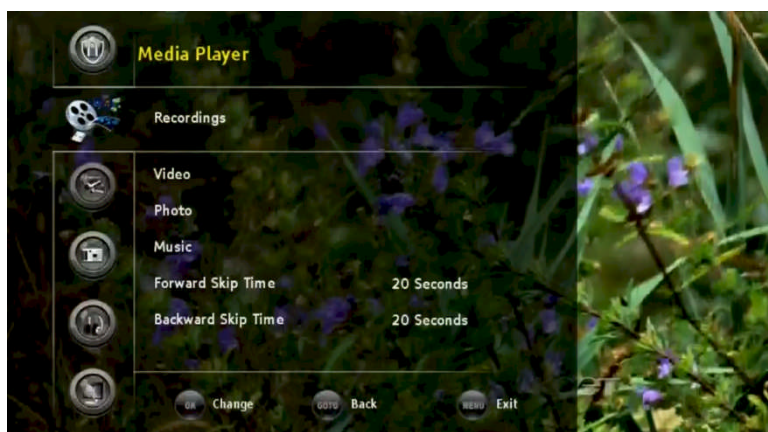 Media Player
Recordings
Video
Photo
Music
Forward Skip Time 20 Seconds
Backward Skip Time 20 Seconds
OK Change GOTO Back MENU Exit